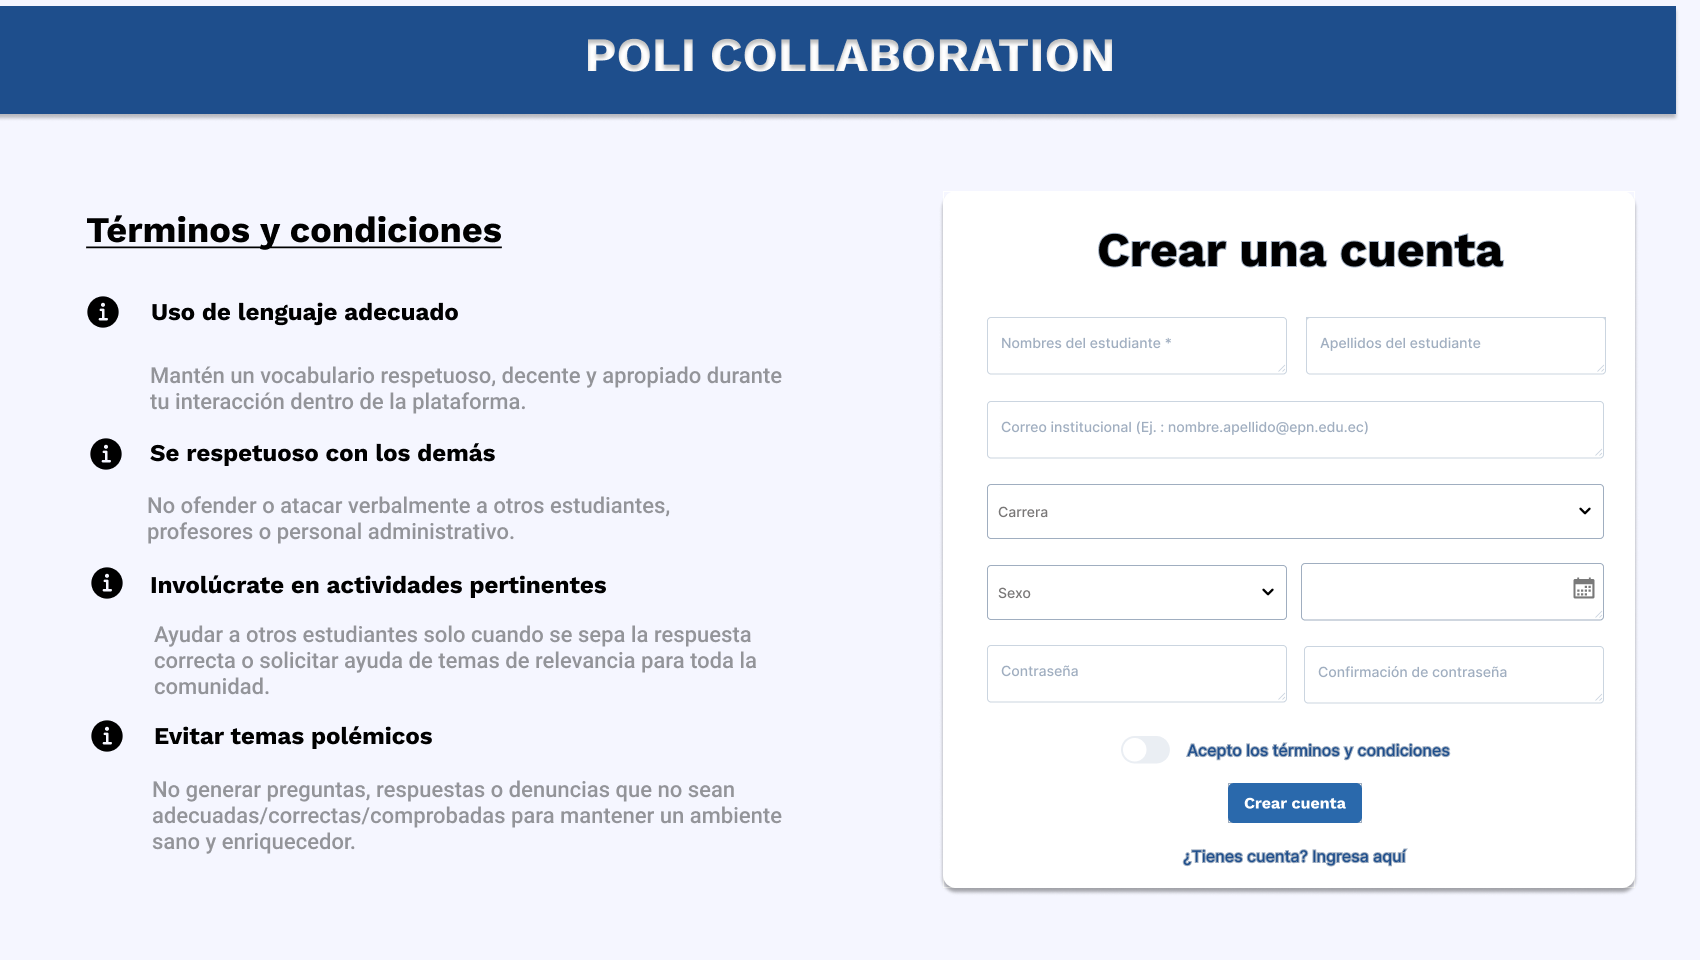 POLI COLLABORATION
Términos y condiciones
Uso de lenguaje adecuado
Mantén un vocabulario respetuoso, decente y apropiado durante
tu interacción dentro de la plataforma.
Se respetuoso con los demás
No ofender o atacar verbalmente a otros estudiantes,
profesores o personal administrativo.
Involúcrate en actividades pertinentes
Ayudar a otros estudiantes solo cuando se sepa la respuesta
correcta o solicitar ayuda de temas de relevancia para toda la
comunidad.
Evitar temas polémicos
No generar preguntas, respuestas o denuncias que no sean
adecuadas/correctas/comprobadas para mantener un ambiente
sano y enriquecedor.
Crear una cuenta
Nombres del estudiante *
Apellidos del estudiante
Correo institucional (Ej. : nombre.apellido@epn.edu.ec)
Carrera
Sexo
Contraseña
Confirmación de contraseña
Acepto los términos y condiciones
Crear cuenta
¿Tienes cuenta? Ingresa aquí